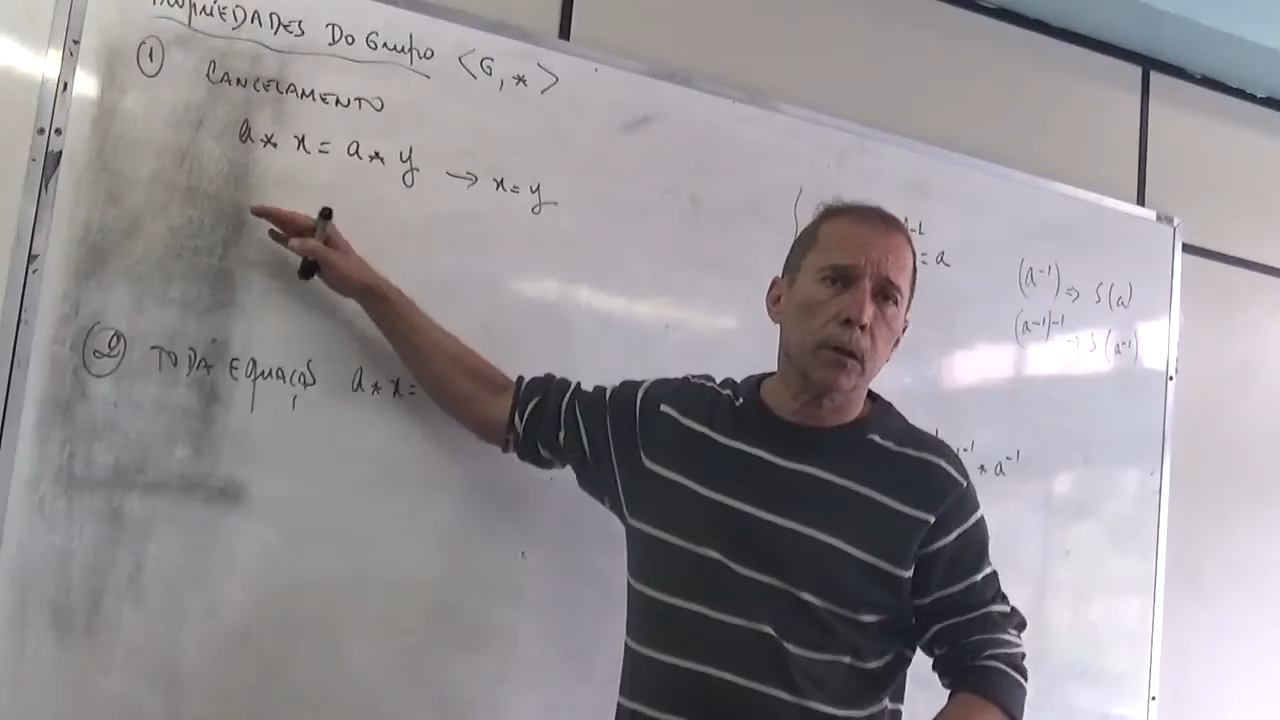 PROPRIEDADES DO GRUPO <G, *>
① CANCELAMENTO
a * x = a * y → x = y
② TODA EQUAÇÃO a * x =
= a
(a⁻¹) ⇒ S(a)
(a⁻¹)⁻¹ → S(a⁻¹)
* a⁻¹